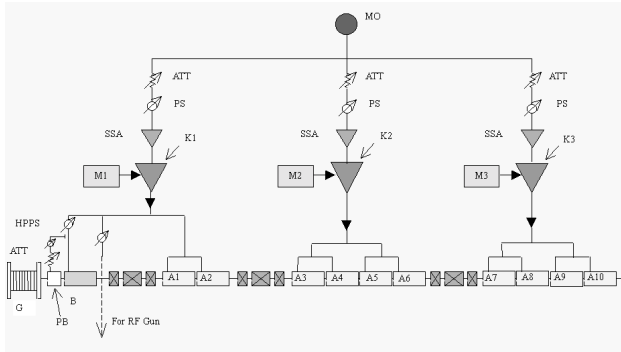 MO
ATT ATT ATT
PS PS PS
SSA K1 SSA K2 SSA K3
M1 M2 M3
HPPS
ATT
A1 A2 A3 A4 A5 A6 A7 A8 A9 A10
G B
PB For RF Gun